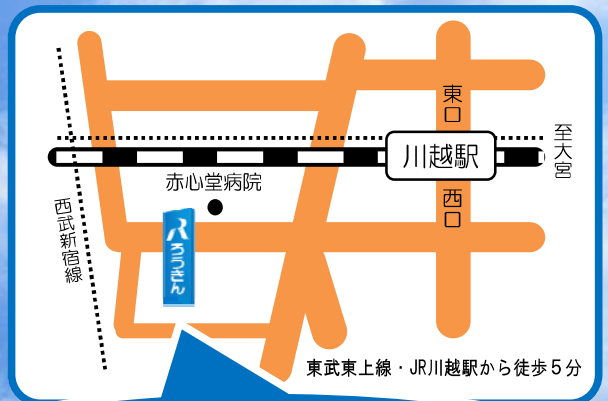 東口
至大宮
川越駅
赤心堂病院
西口
西武新宿線
ろうきん
東武東上線・JR川越駅から徒歩5分